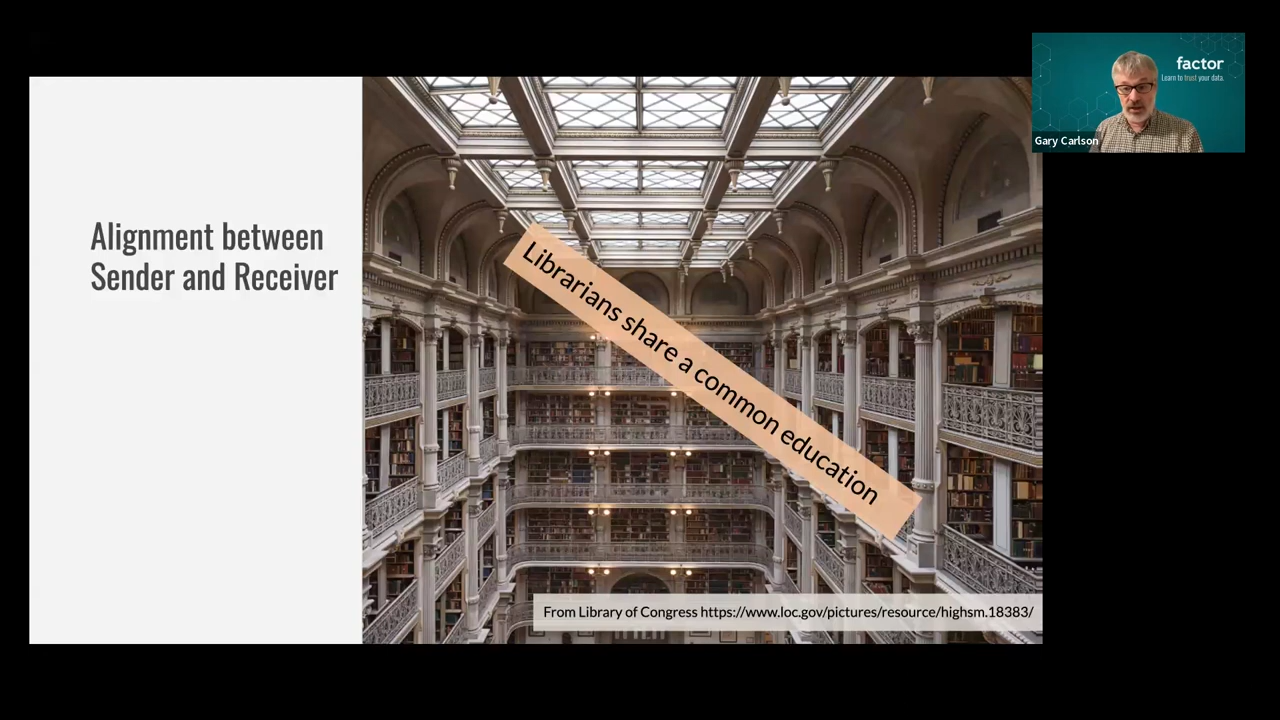 Alignment between
Sender and Receiver
Librarians share a common education
From Library of Congress https://www.loc.gov/pictures/resource/highsm.18383/
factor
Learn to trust your data.
Gary Carlson